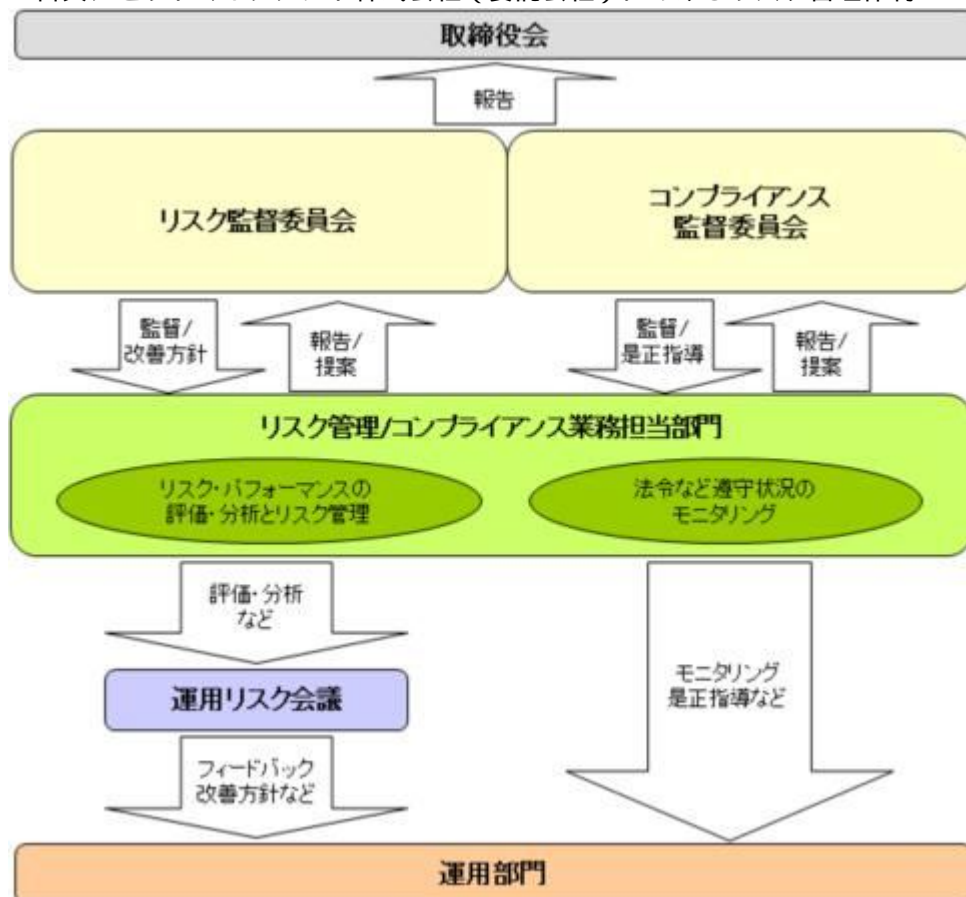 取締役会
報告
リスク監督委員会
コンプライアンス
監督委員会
監督/
改善方針
報告/
提案
監督/
是正指導
報告/
提案
リスク管理/コンプライアンス業務担当部門
リスク・パフォーマンスの
評価・分析とリスク管理
法令など遵守状況の
モニタリング
評価・分析
など
運用リスク会議
モニタリング
是正指導など
フィードバック
改善方針など
運用部門